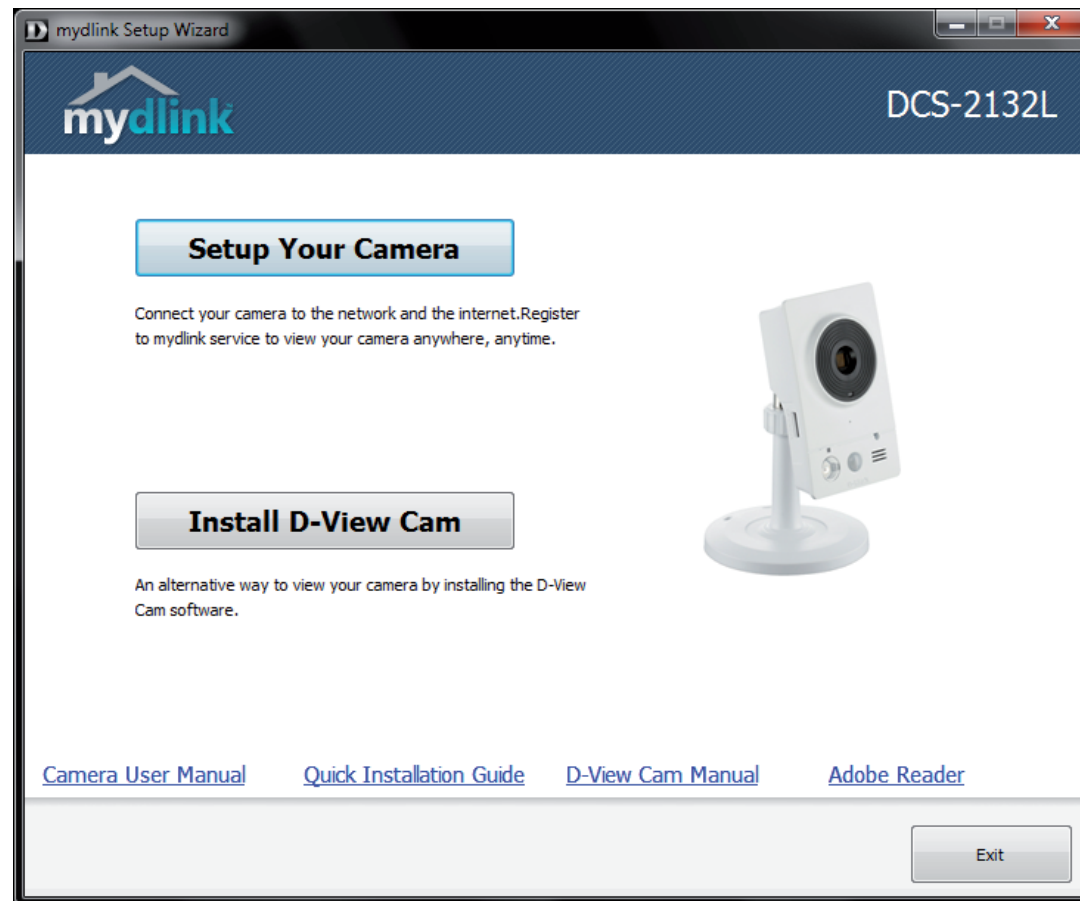 mydlink Setup Wizard
mydlink
DCS-2132L
Setup Your Camera
Connect your camera to the network and the internet.Register
to mydlink service to view your camera anywhere, anytime.
Install D-View Cam
An alternative way to view your camera by installing the D-View
Cam software.
Camera User Manual Quick Installation Guide D-View Cam Manual Adobe Reader
Exit